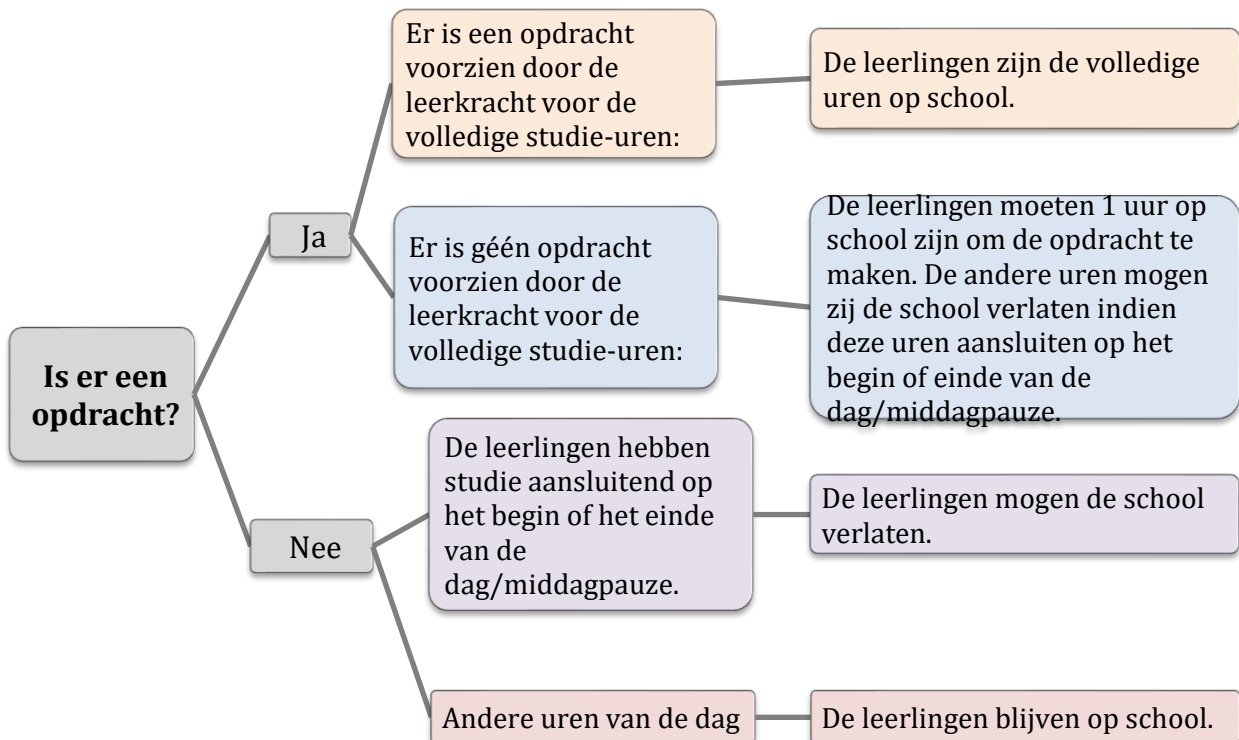 Is er een
opdracht?
Ja
Er is een opdracht
voorzien door de
leerkracht voor de
volledige studie-uren:
De leerlingen zijn de volledige
uren op school.
Er is géén opdracht
voorzien door de
leerkracht voor de
volledige studie-uren:
De leerlingen moeten 1 uur op
school zijn om de opdracht te
maken. De andere uren mogen
zij de school verlaten indien
deze uren aansluiten op het
begin of einde van de
dag/middagpauze.
Nee
De leerlingen hebben
studie aansluitend op
het begin of het einde
van de
dag/middagpauze.
De leerlingen mogen de school
verlaten.
Andere uren van de dag
De leerlingen blijven op school.